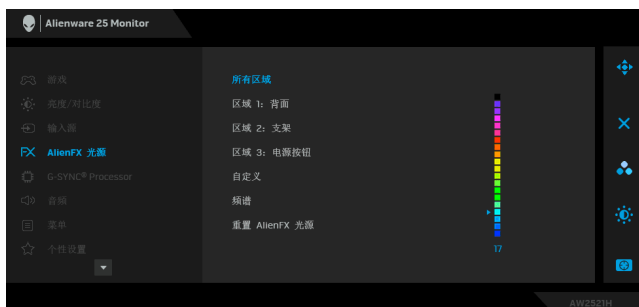 Alienware 25 Monitor
游戏
亮度/对比度
输入源
AlienFX 光源
G-SYNC® Processor
音频
菜单
个性设置
所有区域
区域 1: 背面
区域 2: 支架
区域 3: 电源按钮
自定义
频谱
重置 AlienFX 光源
17
AW2521H